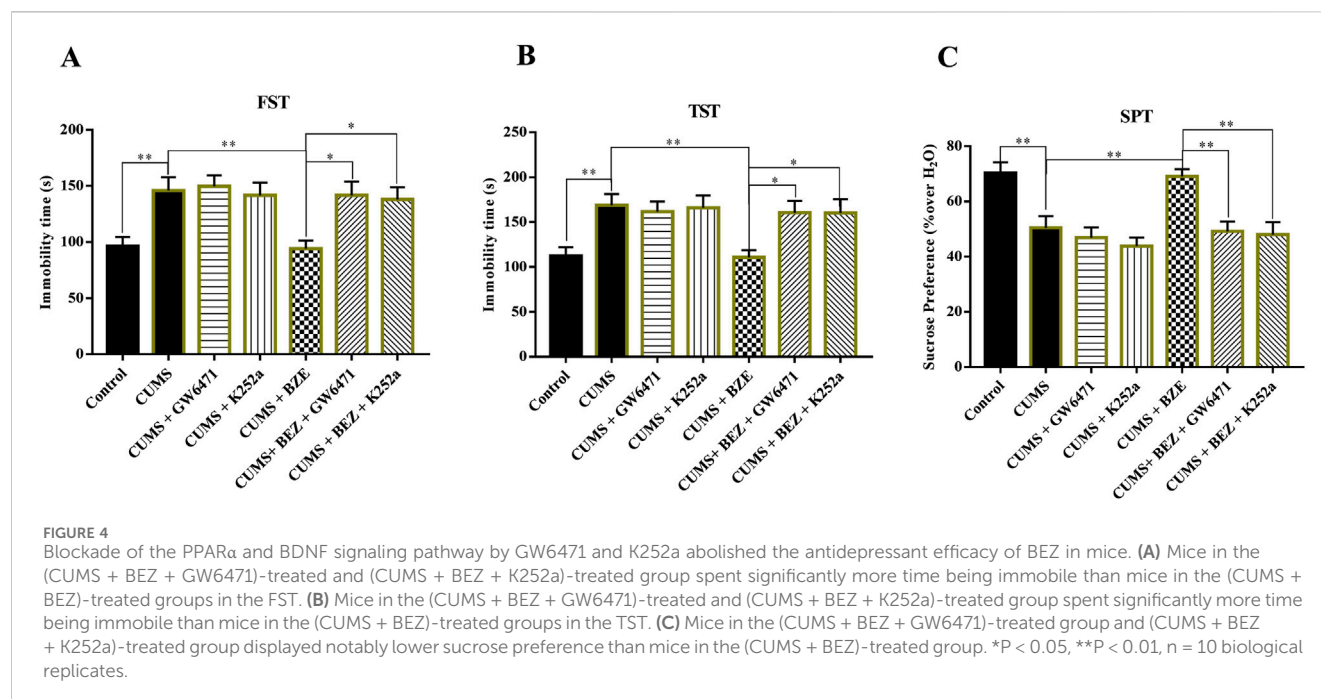 A
FST
**
**
*
*
Immobility time (s)
200
150
100
50
0
Control
CUMS
CUMS + GW6471
CUMS + K252a
CUMS + BZE
CUMS+ BEZ + GW6471
CUMS + BEZ + K252a
B
TST
**
**
*
*
Immobility time (s)
250
200
150
100
50
0
Control
CUMS
CUMS + GW6471
CUMS + K252a
CUMS + BZE
CUMS+ BEZ + GW6471
CUMS + BEZ + K252a
C
SPT
**
**
**
**
Sucrose Preference (%over H₂O)
80
60
40
20
0
Control
CUMS
CUMS + GW6471
CUMS + K252a
CUMS + BZE
CUMS + BEZ + GW6471
CUMS + BEZ + K252a
FIGURE 4
Blockade of the PPARα and BDNF signaling pathway by GW6471 and K252a abolished the antidepressant efficacy of BEZ in mice. (A) Mice in the
(CUMS + BEZ + GW6471)-treated and (CUMS + BEZ + K252a)-treated group spent significantly more time being immobile than mice in the (CUMS +
BEZ)-treated groups in the FST. (B) Mice in the (CUMS + BEZ + GW6471)-treated and (CUMS + BEZ + K252a)-treated group spent significantly more time
being immobile than mice in the (CUMS + BEZ)-treated groups in the TST. (C) Mice in the (CUMS + BEZ + GW6471)-treated group and (CUMS + BEZ
+ K252a)-treated group displayed notably lower sucrose preference than mice in the (CUMS + BEZ)-treated group. *P < 0.05, **P < 0.01, n = 10 biological
replicates.